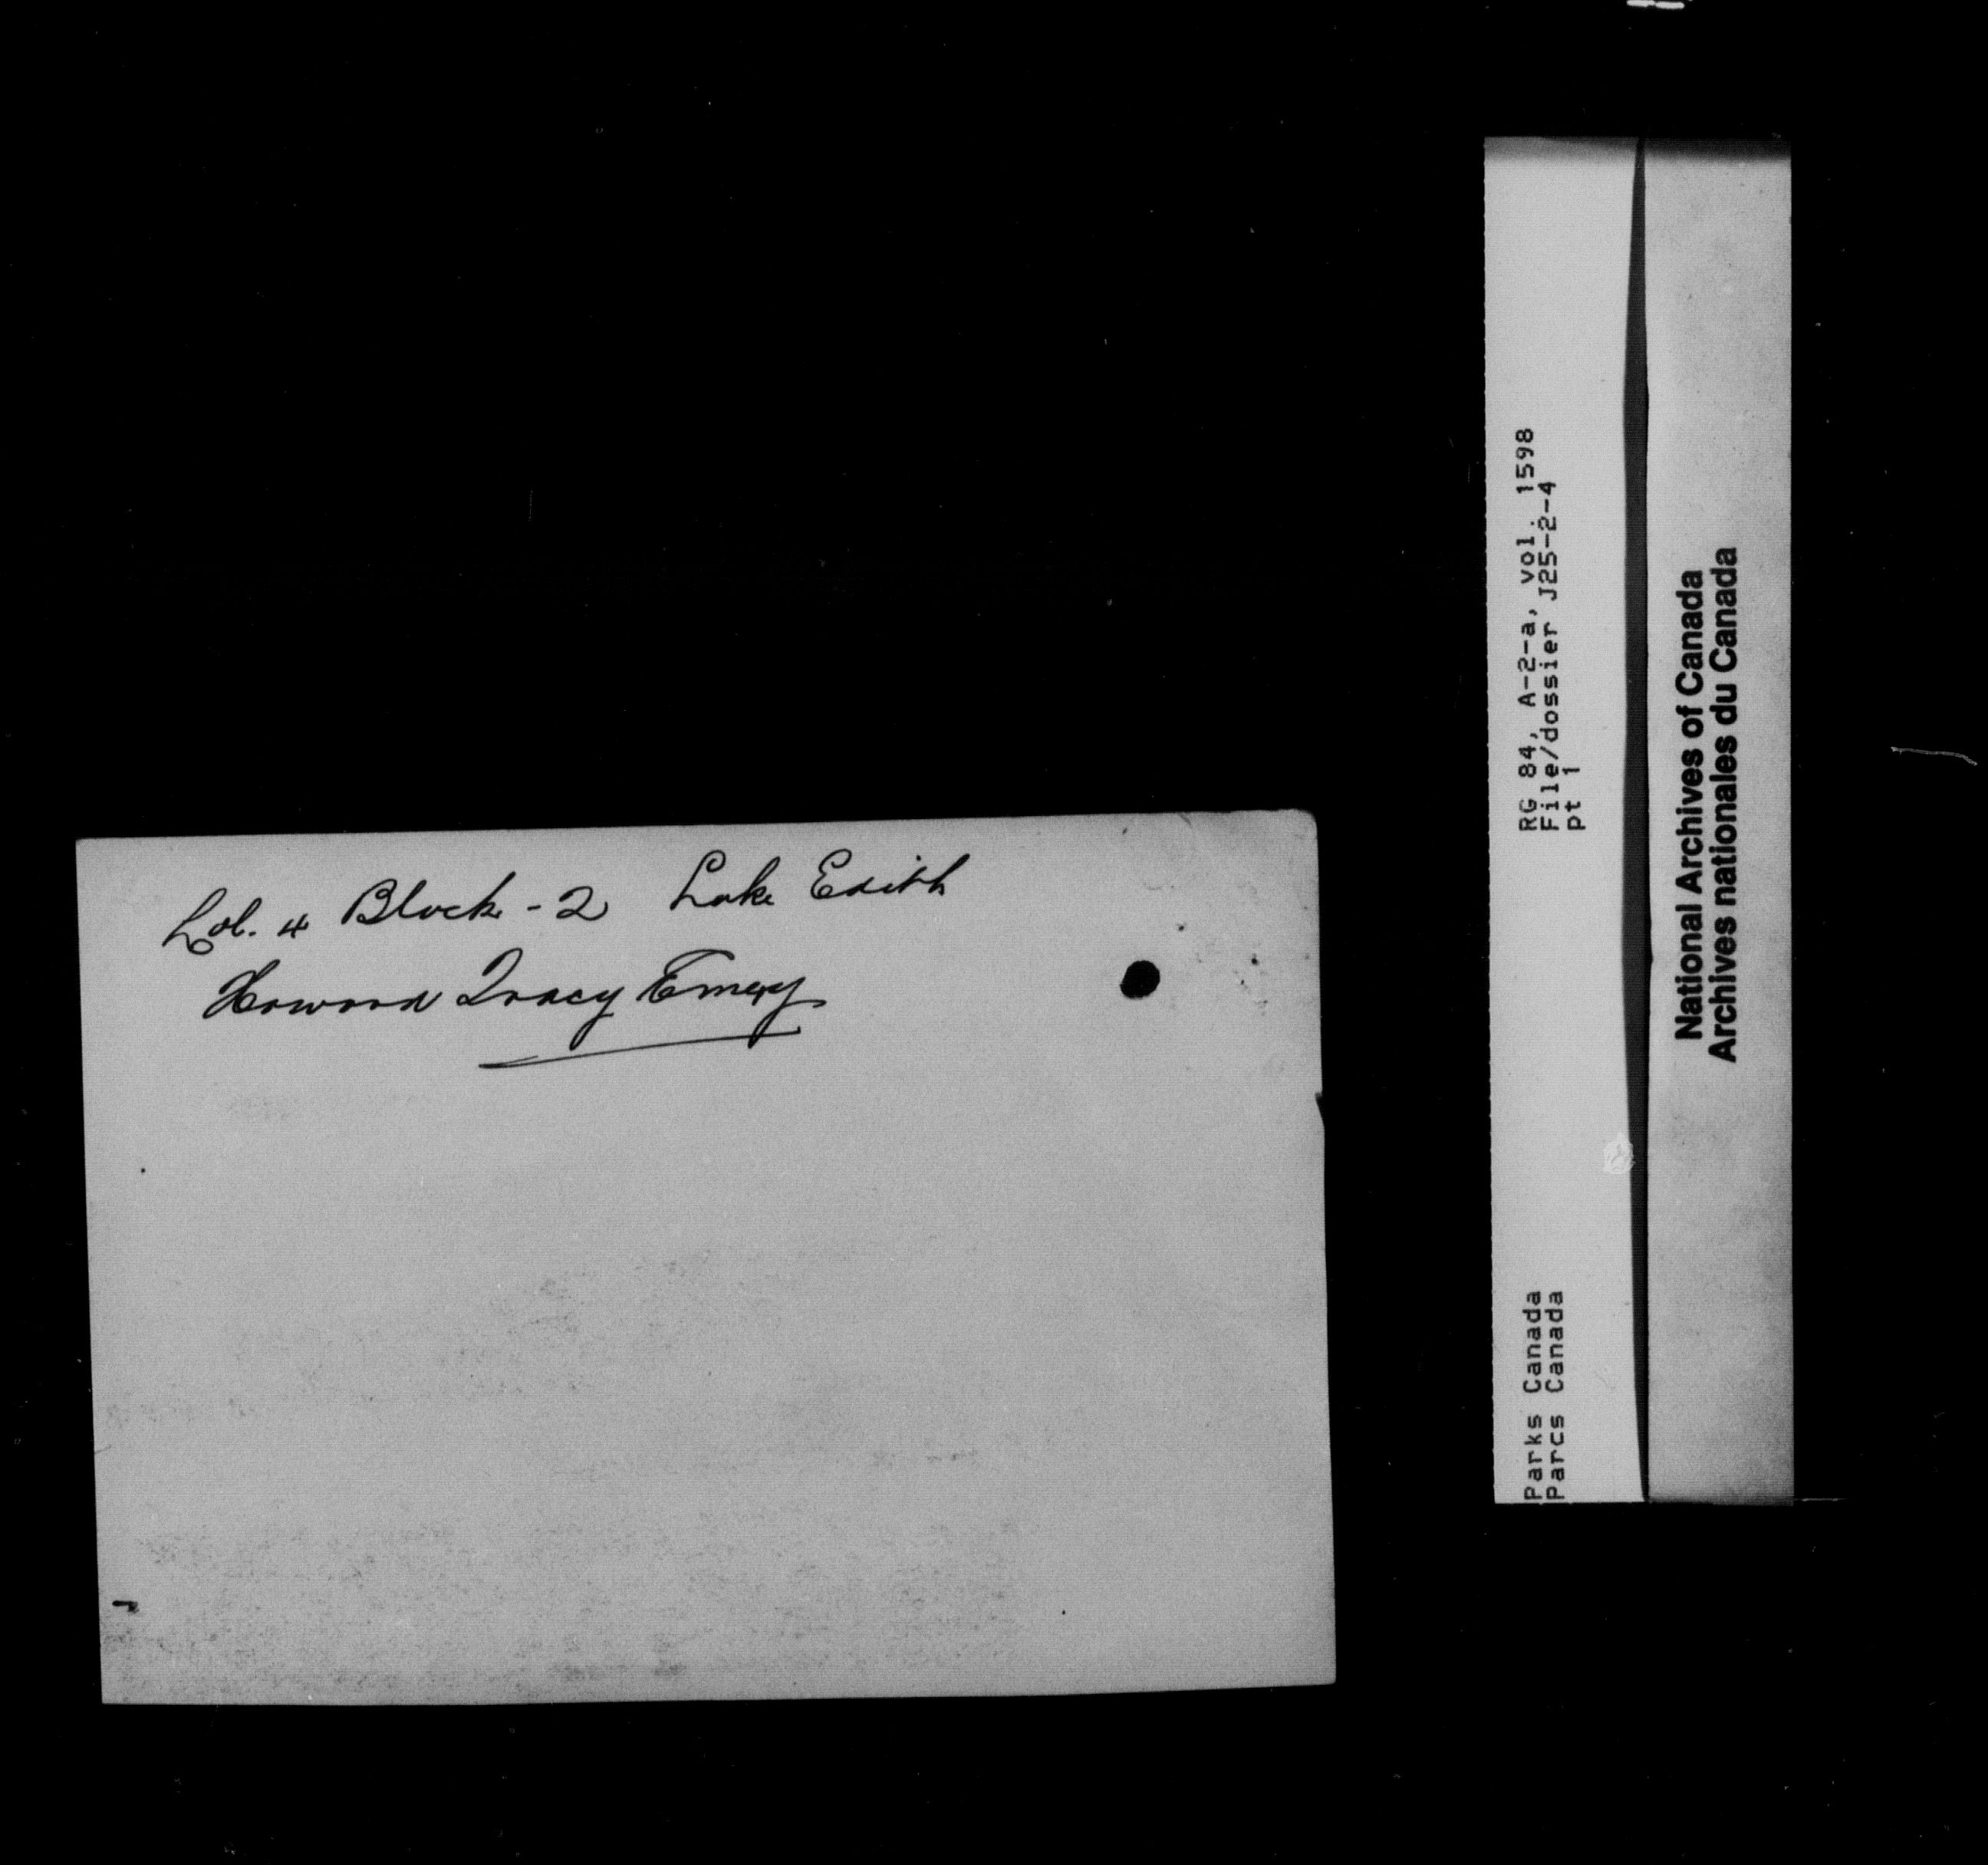 Lot. 4 Block - 2 Lake Edith
Howard Tracy Emery
RG 84, A-2-a, vol. 1598
File/dossier J25-2-4
pt 1
Parks Canada
Parcs Canada
National Archives of Canada
Archives nationales du Canada